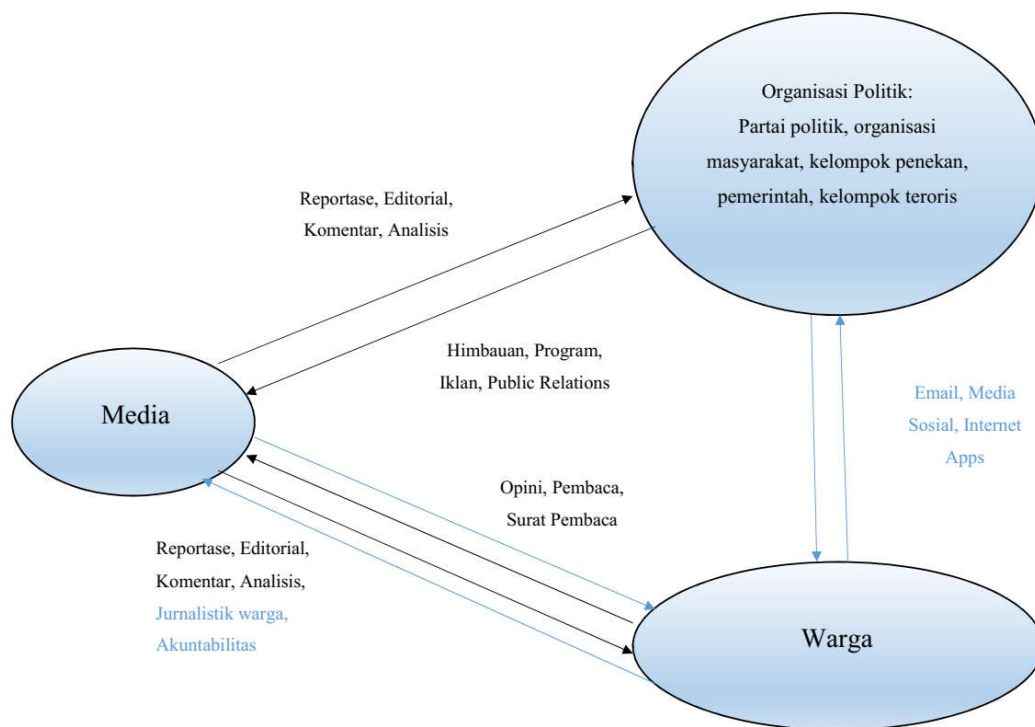 Organisasi Politik:
Partai politik, organisasi
masyarakat, kelompok penekan,
pemerintah, kelompok teroris
Reportase, Editorial,
Komentar, Analisis
Himbauan, Program,
Iklan, Public Relations
Media
Email, Media
Sosial, Internet
Apps
Opini, Pembaca,
Surat Pembaca
Reportase, Editorial,
Komentar, Analisis,
Jurnalistik warga,
Akuntabilitas
Warga